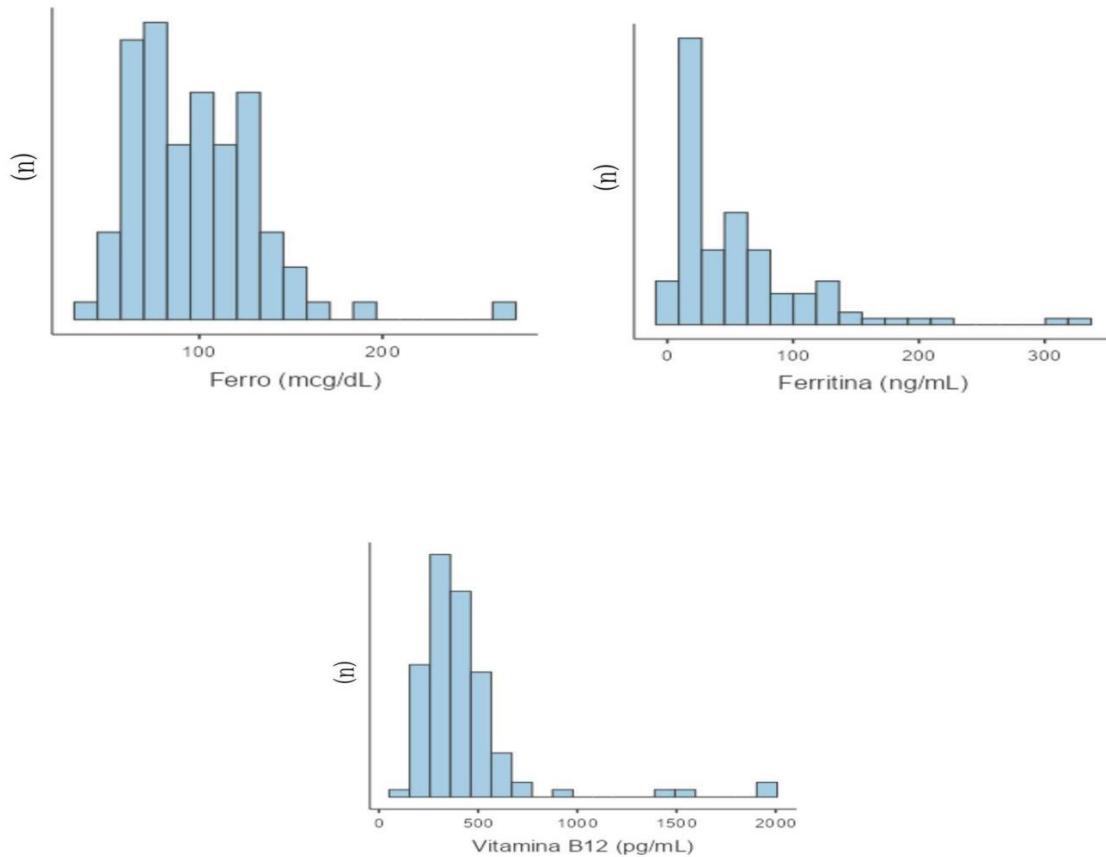 (n)
100 200
Ferro (mcg/dL)
(n)
0 100 200 300
Ferritina (ng/mL)
(n)
0 500 1000 1500 2000
Vitamina B12 (pg/mL)